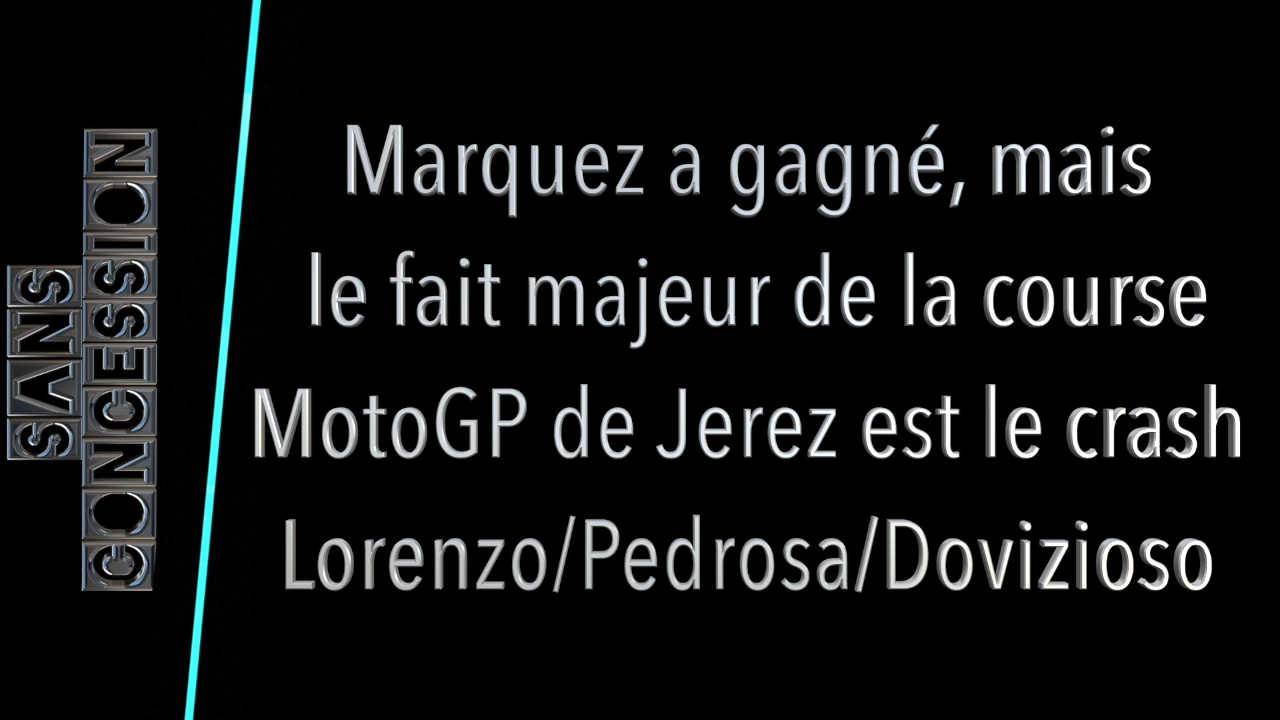 SANS
CONCESSION
Marquez a gagné, mais
le fait majeur de la course
MotoGP de Jerez est le crash
Lorenzo/Pedrosa/Dovizioso